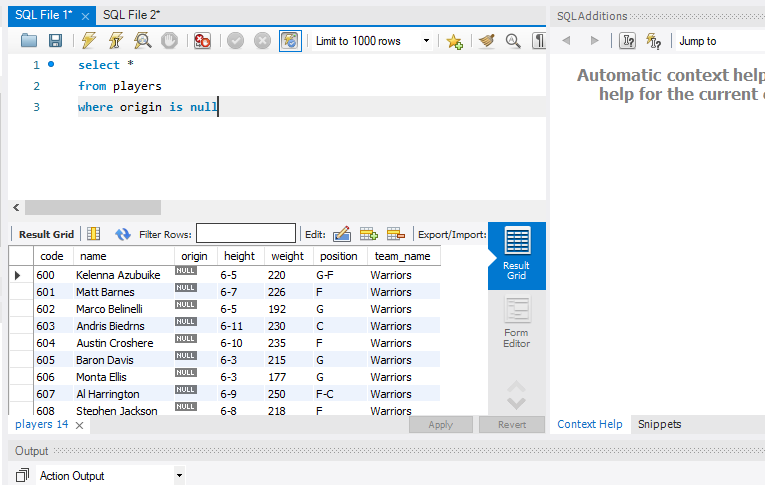 SQL File 1* SQL File 2*
Limit to 1000 rows
1 select *
2 from players
3 where origin is null
Result Grid Filter Rows: Edit: Export/Import:
code name origin height weight position team_name
600 Kelenna Azubuike NULL 6-5 220 G-F Warriors
601 Matt Barnes NULL 6-7 226 F Warriors
602 Marco Belinelli NULL 6-5 192 G Warriors
603 Andris Biedrns NULL 6-11 230 C Warriors
604 Austin Croshere NULL 6-10 235 F Warriors
605 Baron Davis NULL 6-3 215 G Warriors
606 Monta Ellis NULL 6-3 177 G Warriors
607 Al Harrington NULL 6-9 250 F-C Warriors
608 Stephen Jackson NULL 6-8 218 F Warriors
Result
Grid
Form
Editor
players 14 Apply Revert
Output
Action Output
SQLAdditions
Jump to
Automatic context help
help for the current
Context Help Snippets